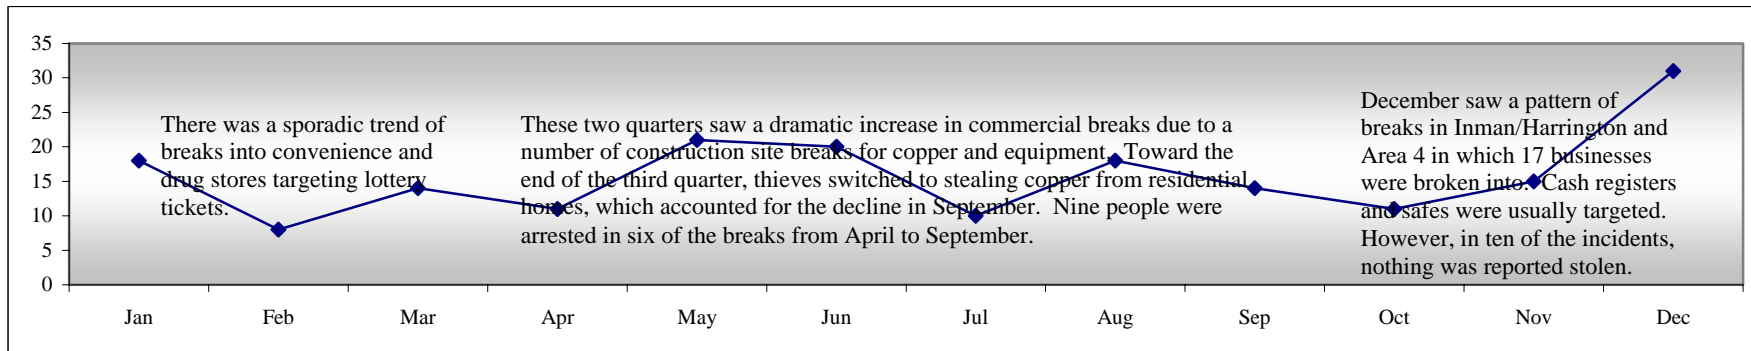 35
30
25
20
15
10
5
0
There was a sporadic trend of
breaks into convenience and
drug stores targeting lottery
tickets.
These two quarters saw a dramatic increase in commercial breaks due to a
number of construction site breaks for copper and equipment. Toward the
end of the third quarter, thieves switched to stealing copper from residential
homes, which accounted for the decline in September. Nine people were
arrested in six of the breaks from April to September.
December saw a pattern of
breaks in Inman/Harrington and
Area 4 in which 17 businesses
were broken into. Cash registers
and safes were usually targeted.
However, in ten of the incidents,
nothing was reported stolen.
Jan Feb Mar Apr May Jun Jul Aug Sep Oct Nov Dec